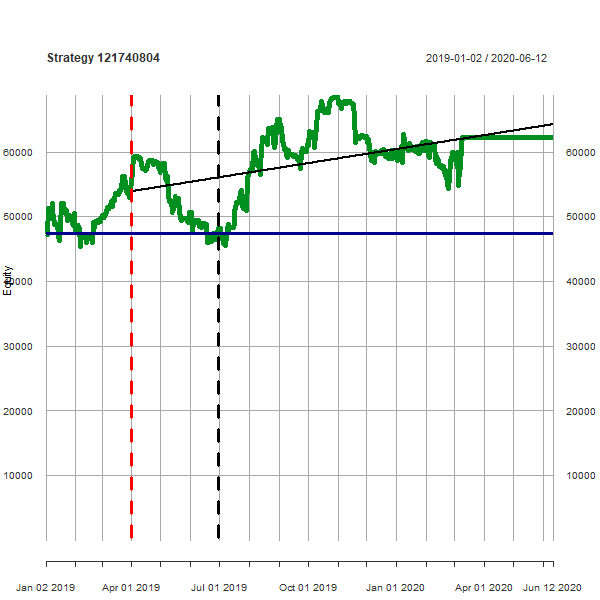 Strategy 121740804
2019-01-02 / 2020-06-12
60000
60000
50000
50000
Equity
40000
40000
30000
30000
20000
20000
10000
10000
Jan 02 2019
Apr 01 2019
Jul 01 2019
Oct 01 2019
Jan 01 2020
Apr 01 2020
Jun 12 2020